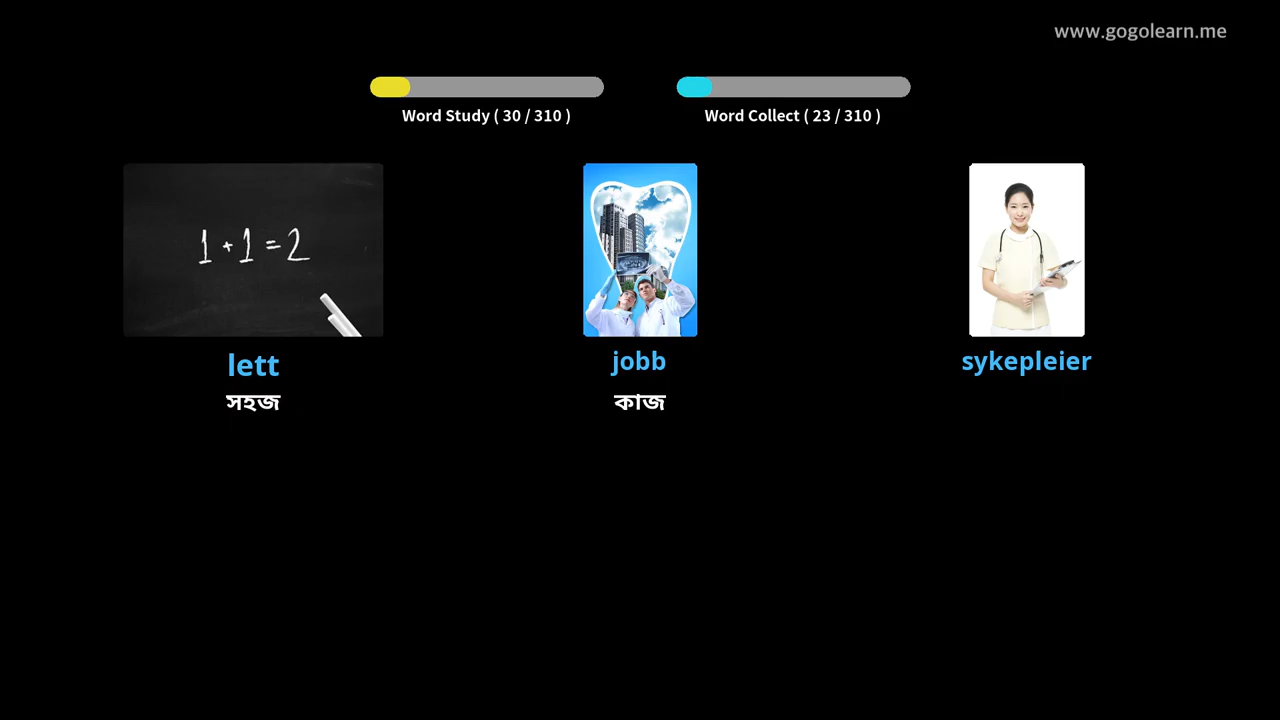 www.gogolearn.me
Word Study ( 30 / 310 )
Word Collect ( 23 / 310 )
1 + 1 = 2
lett
jobb
sykepleier
সহজ
কাজ